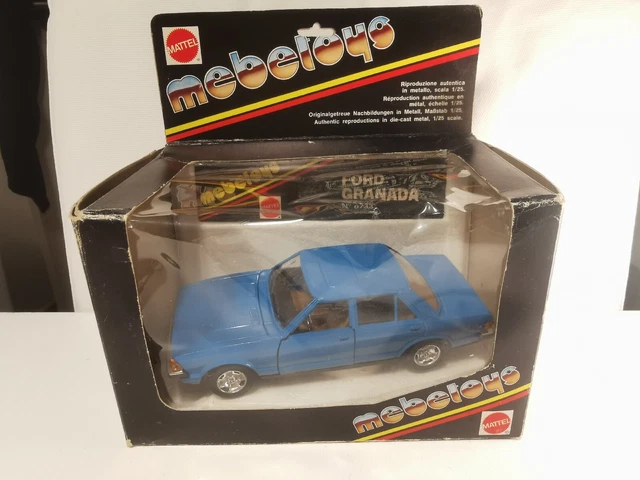 MATTEL
mebetoys
Riproduzione autentica
in metallo, scala 1/25.
Réproduction authentique en
métal, échelle 1/25.
Originalgetreue Nachbildungen in Metall, Maßstab 1/25.
Authentic reproductions in die-cast metal, 1/25 scale.
mebetoys
MATTEL
FORD
GRANADA
mebetoys
MATTEL